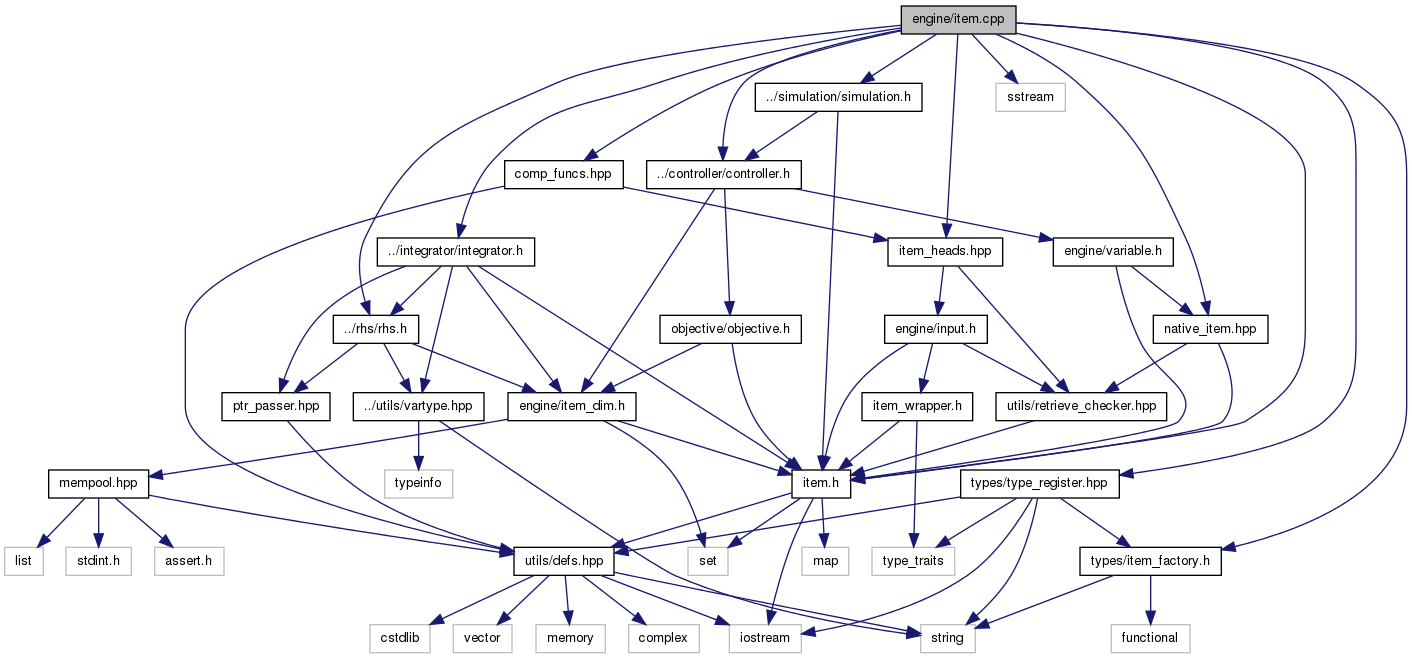 engine/item.cpp
../simulation/simulation.h
sstream
comp_funcs.hpp
../controller/controller.h
../integrator/integrator.h
item_heads.hpp
engine/variable.h
../rhs/rhs.h
objective/objective.h
engine/input.h
native_item.hpp
ptr_passer.hpp
../utils/vartype.hpp
engine/item_dim.h
item_wrapper.h
utils/retrieve_checker.hpp
mempool.hpp
typeinfo
item.h
types/type_register.hpp
list
stdint.h
assert.h
utils/defs.hpp
set
map
type_traits
types/item_factory.h
cstdlib
vector
memory
complex
iostream
string
functional